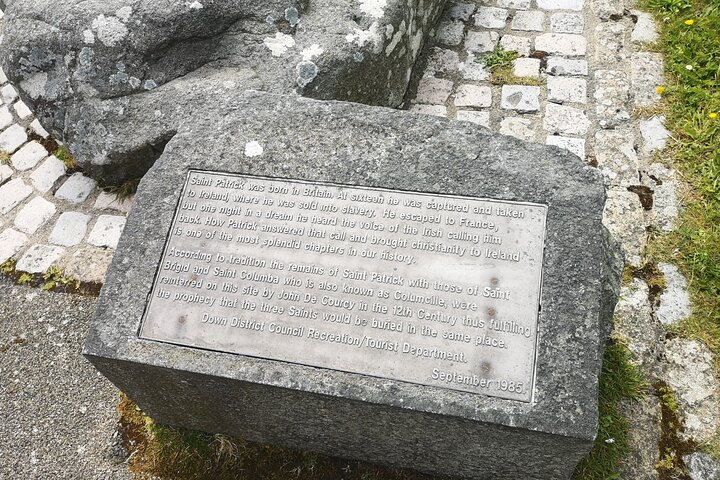 Saint Patrick was born in Britain. At sixteen he was captured and taken
to Ireland, where he was sold into slavery. He escaped to France,
but one night in a dream he heard the voice of the Irish calling him
back. How Patrick answered that call and brought christianity to Ireland
is one of the most splendid chapters in our history.
According to tradition the remains of Saint Patrick with those of Saint
Brigid and Saint Columba who is also known as Columcille, were
reinterred on this site by John De Courcy in the 12th Century thus fulfilling
the prophecy that the three Saints would be buried in the same place.
Down District Council Recreation/Tourist Department.
September 1985